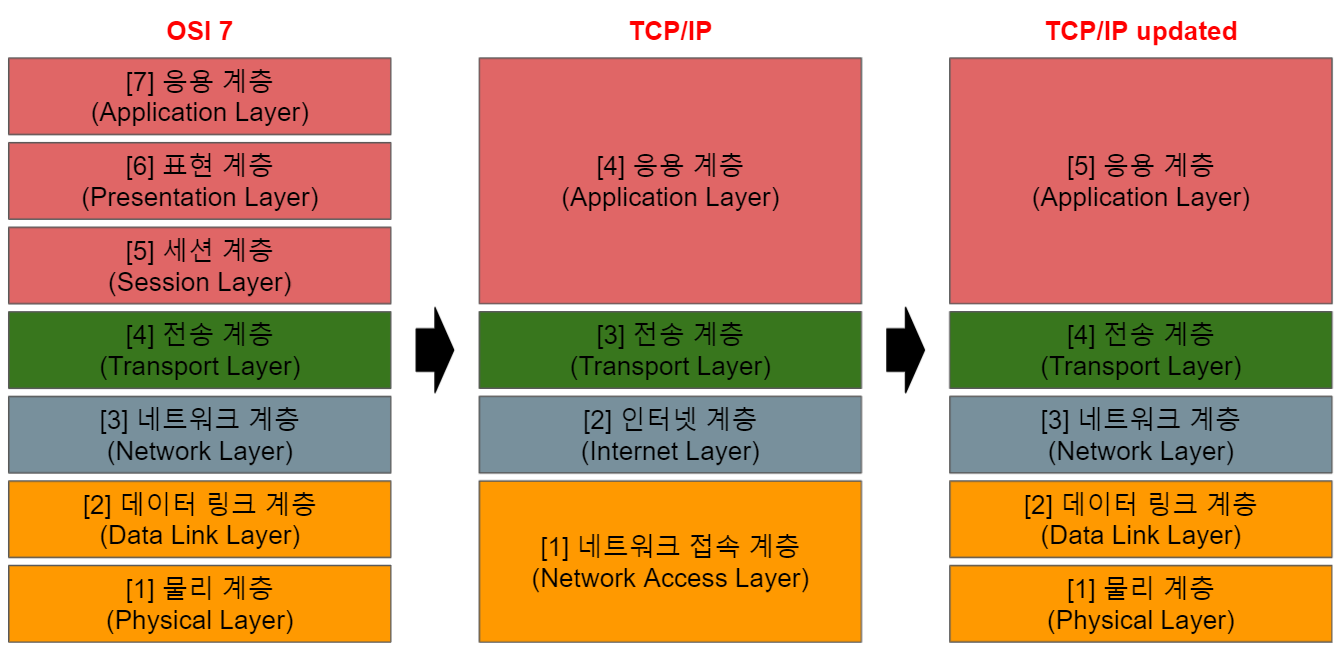 OSI 7
[7] 응용 계층
(Application Layer)
[6] 표현 계층
(Presentation Layer)
[5] 세션 계층
(Session Layer)
[4] 전송 계층
(Transport Layer)
[3] 네트워크 계층
(Network Layer)
[2] 데이터 링크 계층
(Data Link Layer)
[1] 물리 계층
(Physical Layer)
TCP/IP
[4] 응용 계층
(Application Layer)
[3] 전송 계층
(Transport Layer)
[2] 인터넷 계층
(Internet Layer)
[1] 네트워크 접속 계층
(Network Access Layer)
TCP/IP updated
[5] 응용 계층
(Application Layer)
[4] 전송 계층
(Transport Layer)
[3] 네트워크 계층
(Network Layer)
[2] 데이터 링크 계층
(Data Link Layer)
[1] 물리 계층
(Physical Layer)